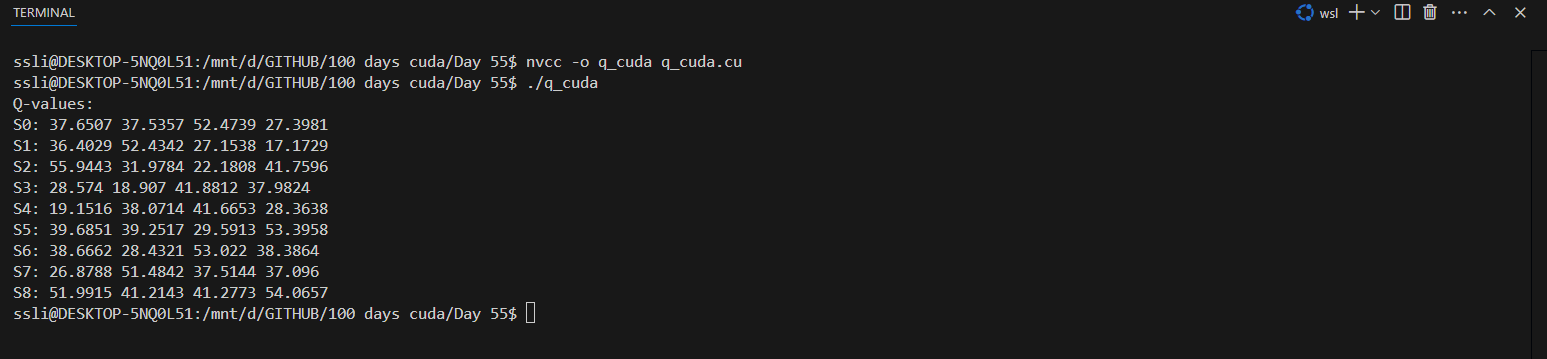 TERMINAL
wsl
ssli@DESKTOP-5NQ0L51:/mnt/d/GITHUB/100 days cuda/Day 55$ nvcc -o q_cuda q_cuda.cu
ssli@DESKTOP-5NQ0L51:/mnt/d/GITHUB/100 days cuda/Day 55$ ./q_cuda
Q-values:
S0: 37.6507 37.5357 52.4739 27.3981
S1: 36.4029 52.4342 27.1538 17.1729
S2: 55.9443 31.9784 22.1808 41.7596
S3: 28.574 18.907 41.8812 37.9824
S4: 19.1516 38.0714 41.6653 28.3638
S5: 39.6851 39.2517 29.5913 53.3958
S6: 38.6662 28.4321 53.022 38.3864
S7: 26.8788 51.4842 37.5144 37.096
S8: 51.9915 41.2143 41.2773 54.0657
ssli@DESKTOP-5NQ0L51:/mnt/d/GITHUB/100 days cuda/Day 55$